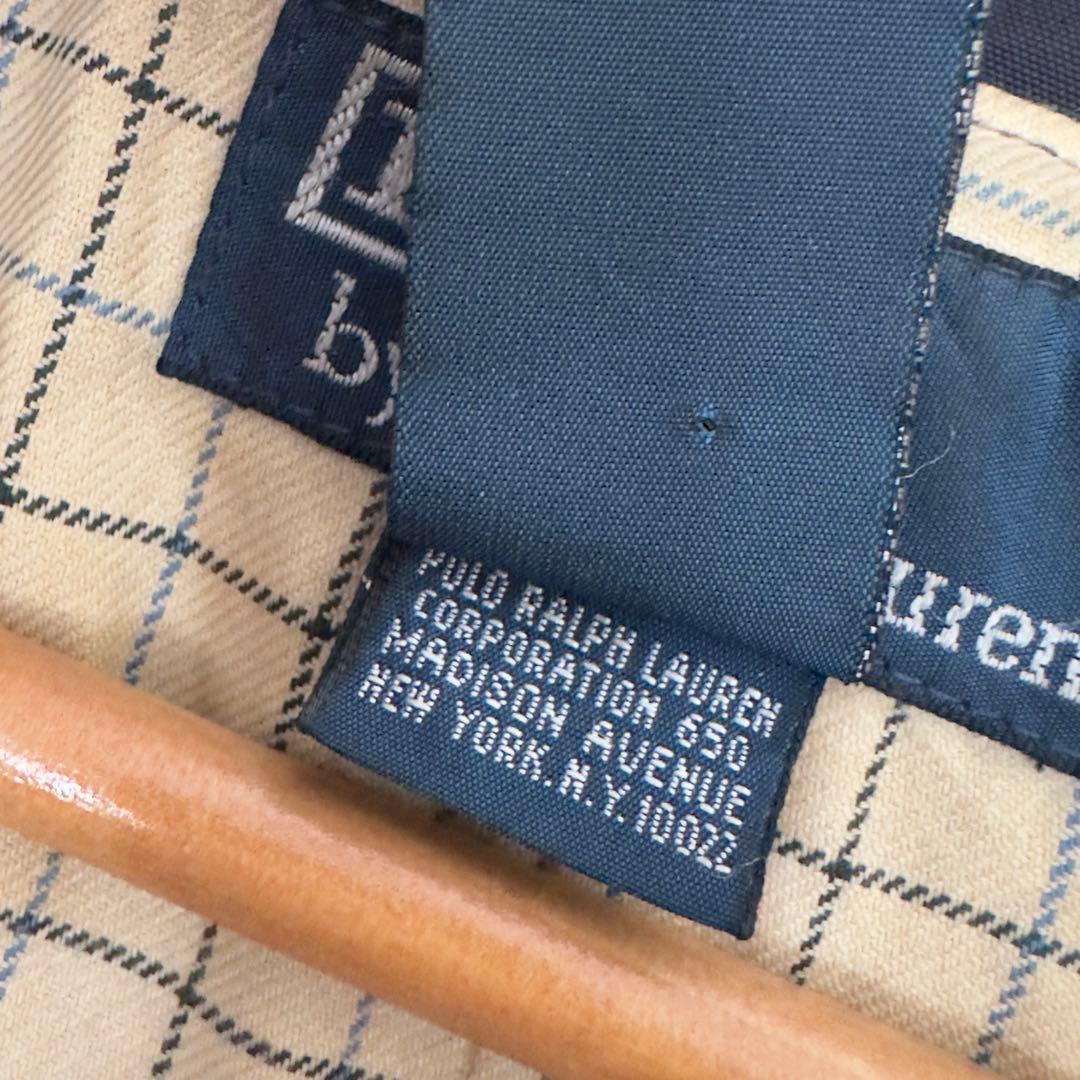 by
uren
POLO RALPH LAUREN
CORPORATION 650
MADISON AVENUE
NEW YORK.N.Y.10022